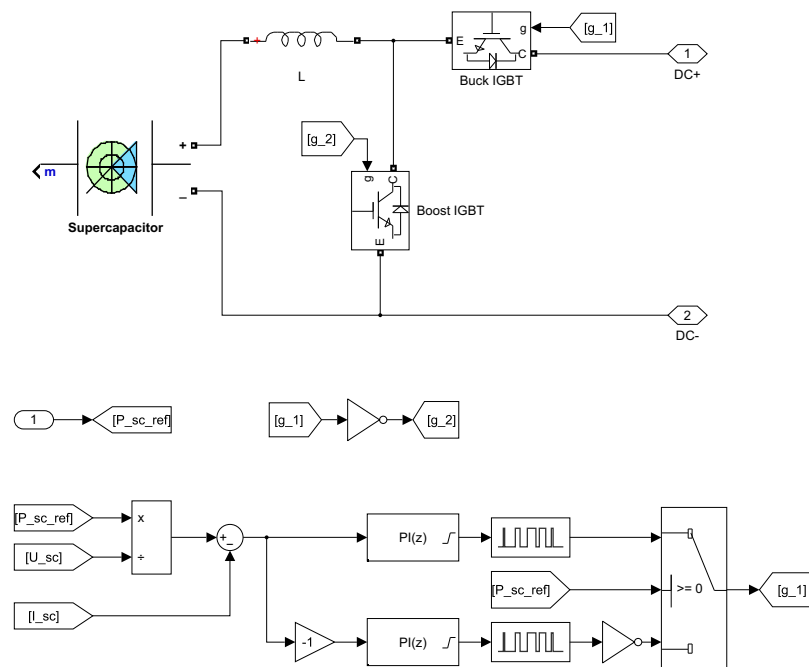 g
[g_1]
E
C
Buck IGBT
1
DC+
L
+
+
[g_2]
m
_
Supercapacitor
g
C
E
Boost IGBT
2
DC-
1
[P_sc_ref]
[g_1]
[g_2]
[P_sc_ref]
x
[U_sc]
÷
+
_
PI(z)
[P_sc_ref]
>= 0
[g_1]
[I_sc]
-1
PI(z)